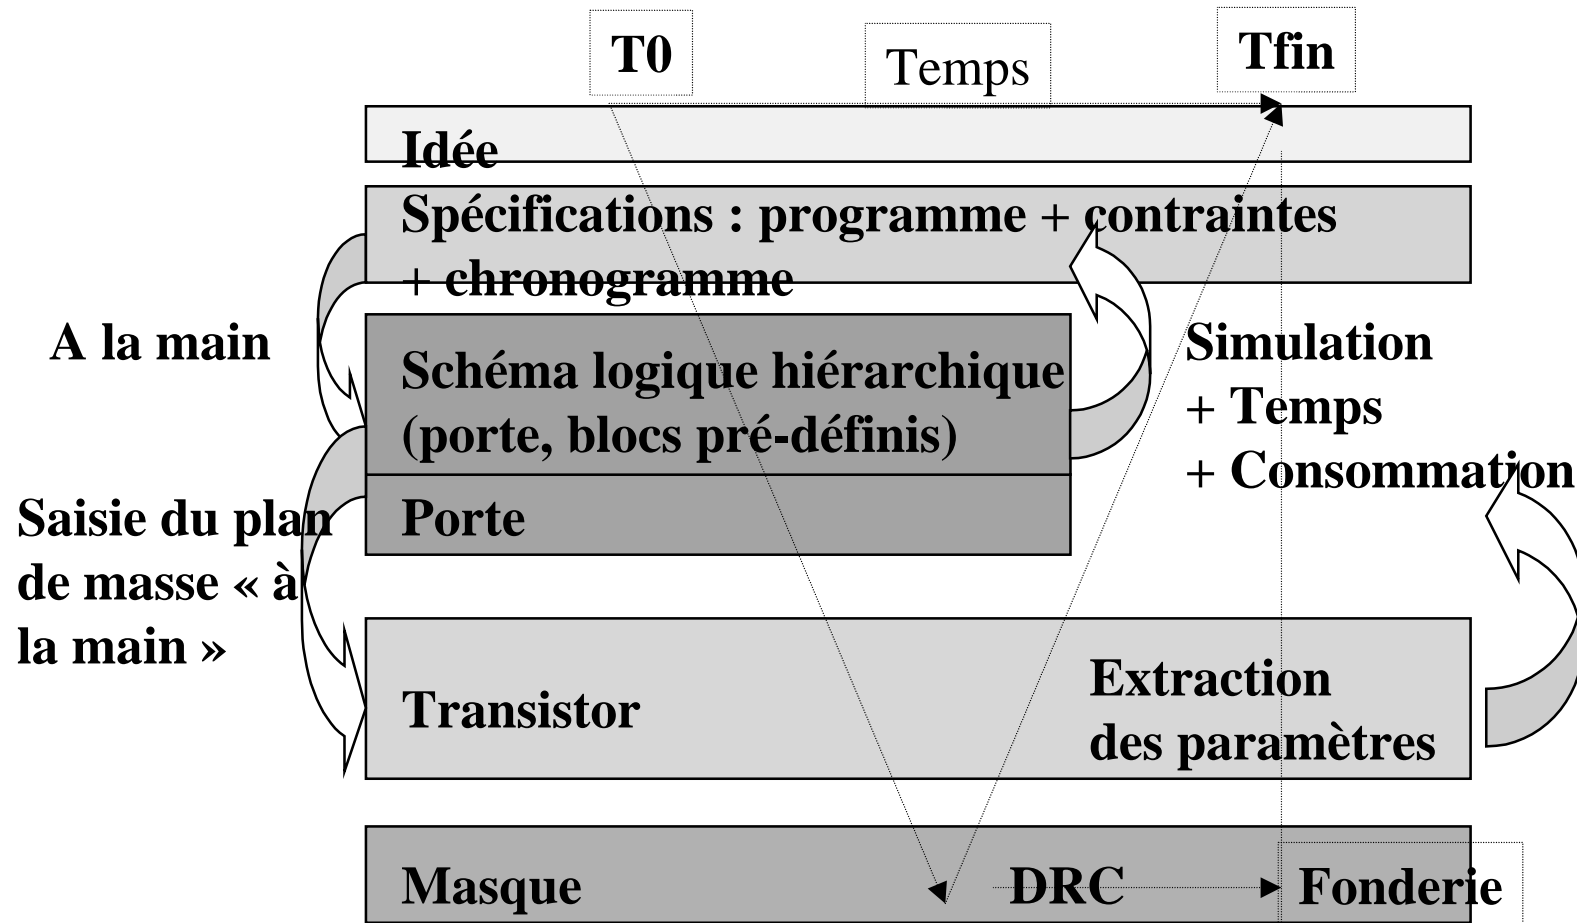 T0
Temps
Tfin
Idée
Spécifications : programme + contraintes
+ chronogramme
A la main
Schéma logique hiérarchique
(porte, blocs pré-définis)
Simulation
+ Temps
+ Consommation
Porte
Saisie du plan
de masse « à
la main »
Transistor
Extraction
des paramètres
Masque
DRC
Fonderie